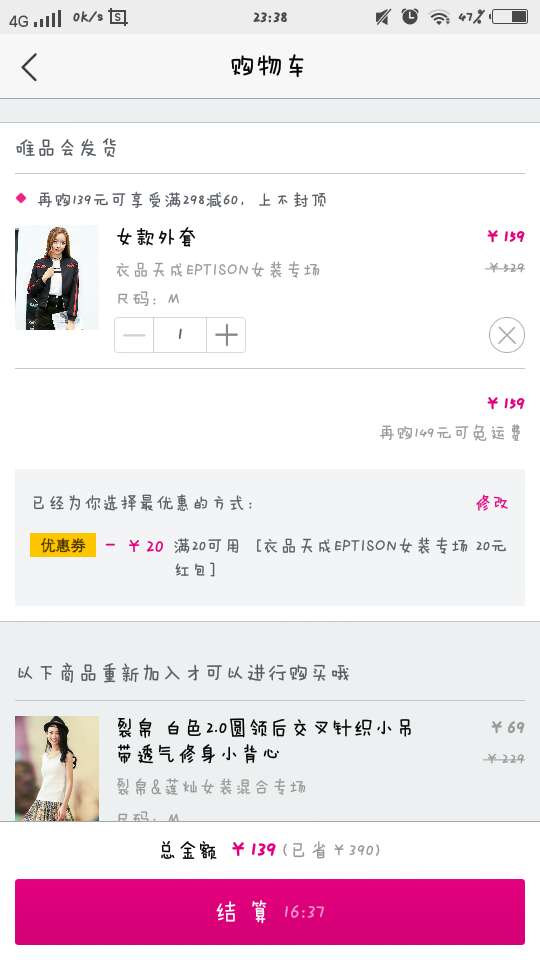 4G 0K/s 23:38 47%
购物车
唯品会发货
再购139元可享受满298减60，上不封顶
女款外套 ￥159
衣品天成EPTISON女装专场 ￥529
尺码：M
1
￥159
再购149元可免运费
已经为你选择最优惠的方式： 修改
优惠券 - ￥20 满20可用 [衣品天成EPTISON女装专场 20元
红包]
以下商品重新加入才可以进行购买哦
裂帛 白色2.0圆领后交叉针织小吊 ￥69
带透气修身小背心 ￥229
裂帛&莲灿女装混合专场
尺码：M
总金额 ￥139 (已省￥390)
结算 16:37